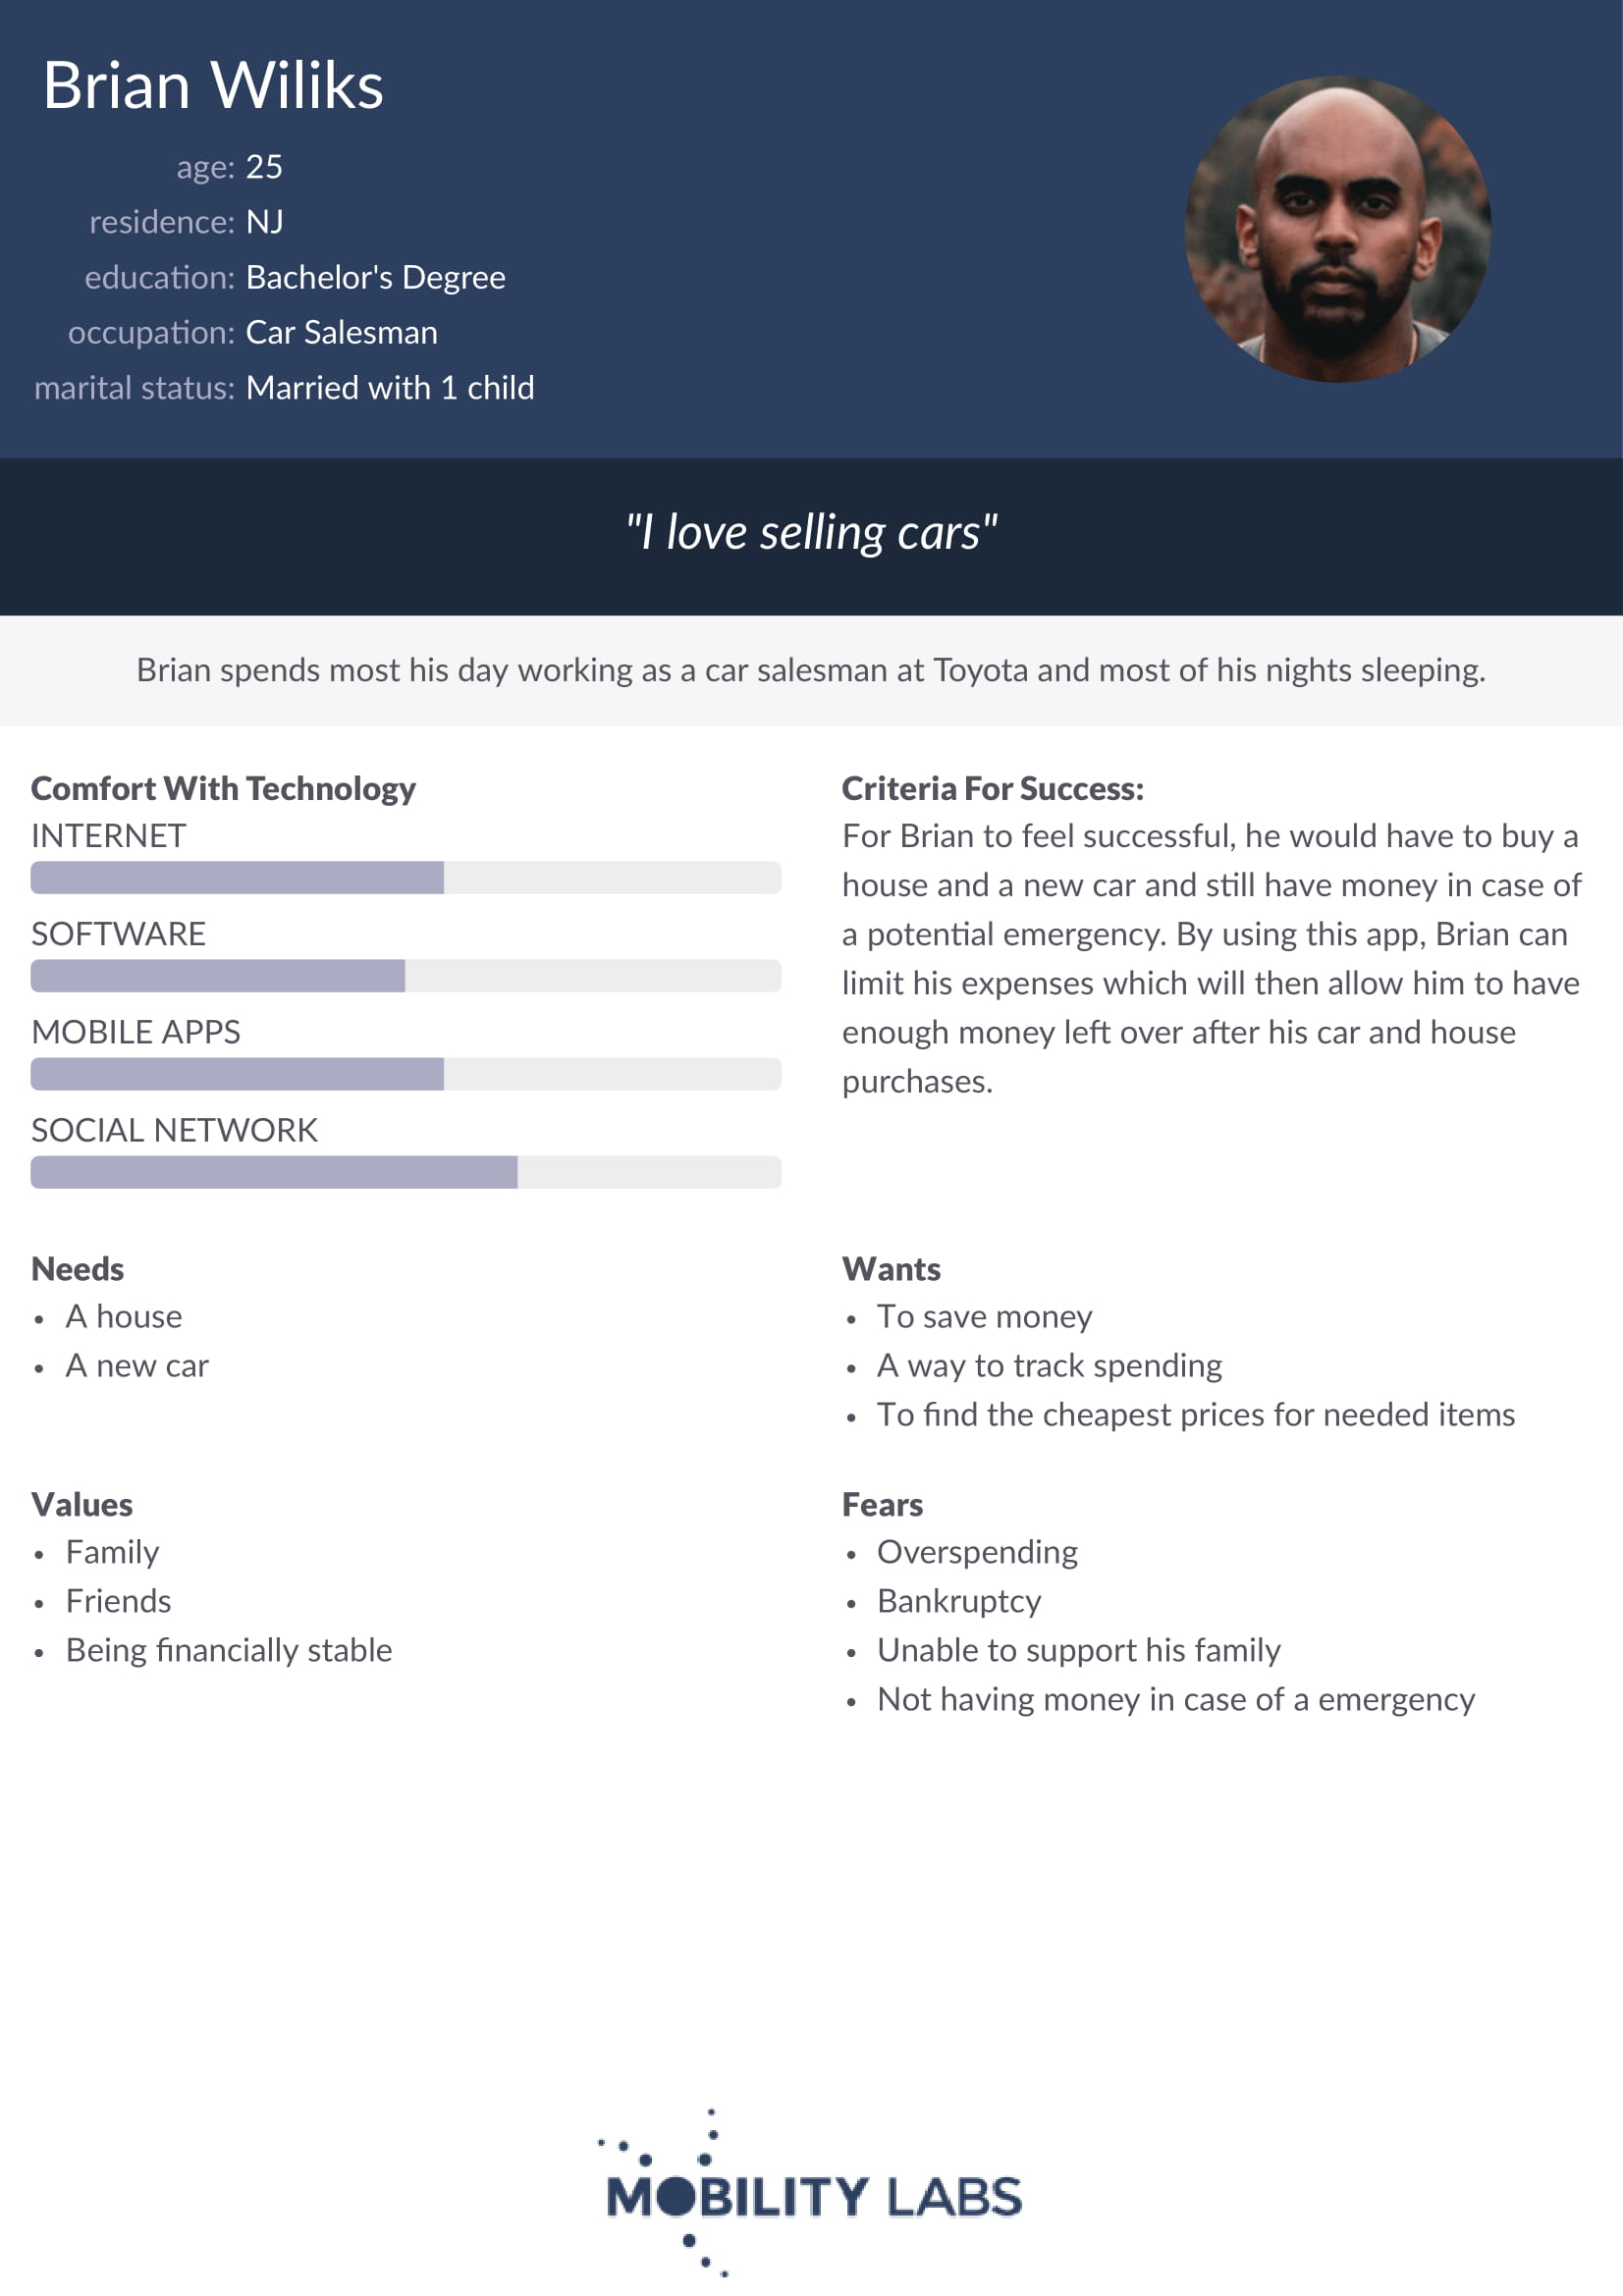 Brian Wiliks
age: 25
residence: NJ
education: Bachelor's Degree
occupation: Car Salesman
marital status: Married with 1 child
"I love selling cars"
Brian spends most his day working as a car salesman at Toyota and most of his nights sleeping.
Comfort With Technology
INTERNET
SOFTWARE
MOBILE APPS
SOCIAL NETWORK
Criteria For Success:
For Brian to feel successful, he would have to buy a
house and a new car and still have money in case of
a potential emergency. By using this app, Brian can
limit his expenses which will then allow him to have
enough money left over after his car and house
purchases.
Needs
• A house
• A new car
Wants
• To save money
• A way to track spending
• To find the cheapest prices for needed items
Values
• Family
• Friends
• Being financially stable
Fears
• Overspending
• Bankruptcy
• Unable to support his family
• Not having money in case of a emergency
MOBILITY LABS